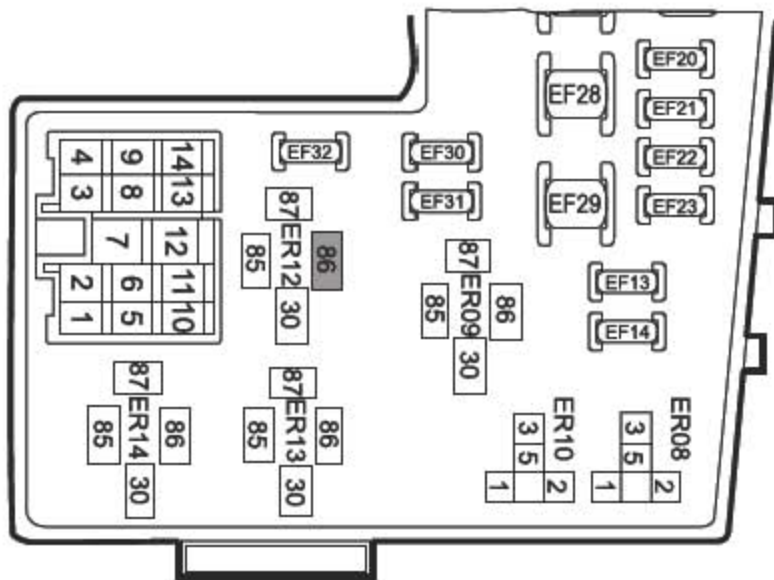 EF20
EF28
EF21
EF32
EF30
EF22
EF31
EF29
EF23
4 9 14
3 8 13
7 12
2 6 11
1 5 10
87
85 ER12 86
30
87
85 ER09 86
30
EF13
EF14
87
85 ER14 86
30
87
85 ER13 86
30
ER10
3
5
1 2
ER08
3
5
1 2